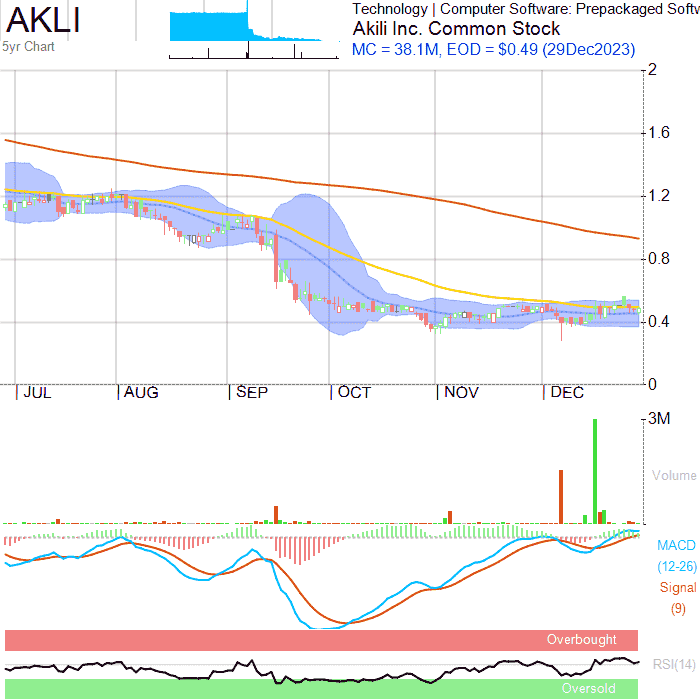 AKLI
5yr Chart
Technology | Computer Software: Prepackaged Softw
Akili Inc. Common Stock
MC = 38.1M, EOD = $0.49 (29Dec2023)
2
1.6
1.2
0.8
0.4
0
JUL AUG SEP OCT NOV DEC
3M
Volume
MACD
(12-26)
Signal
(9)
Overbought
RSI(14)
Oversold